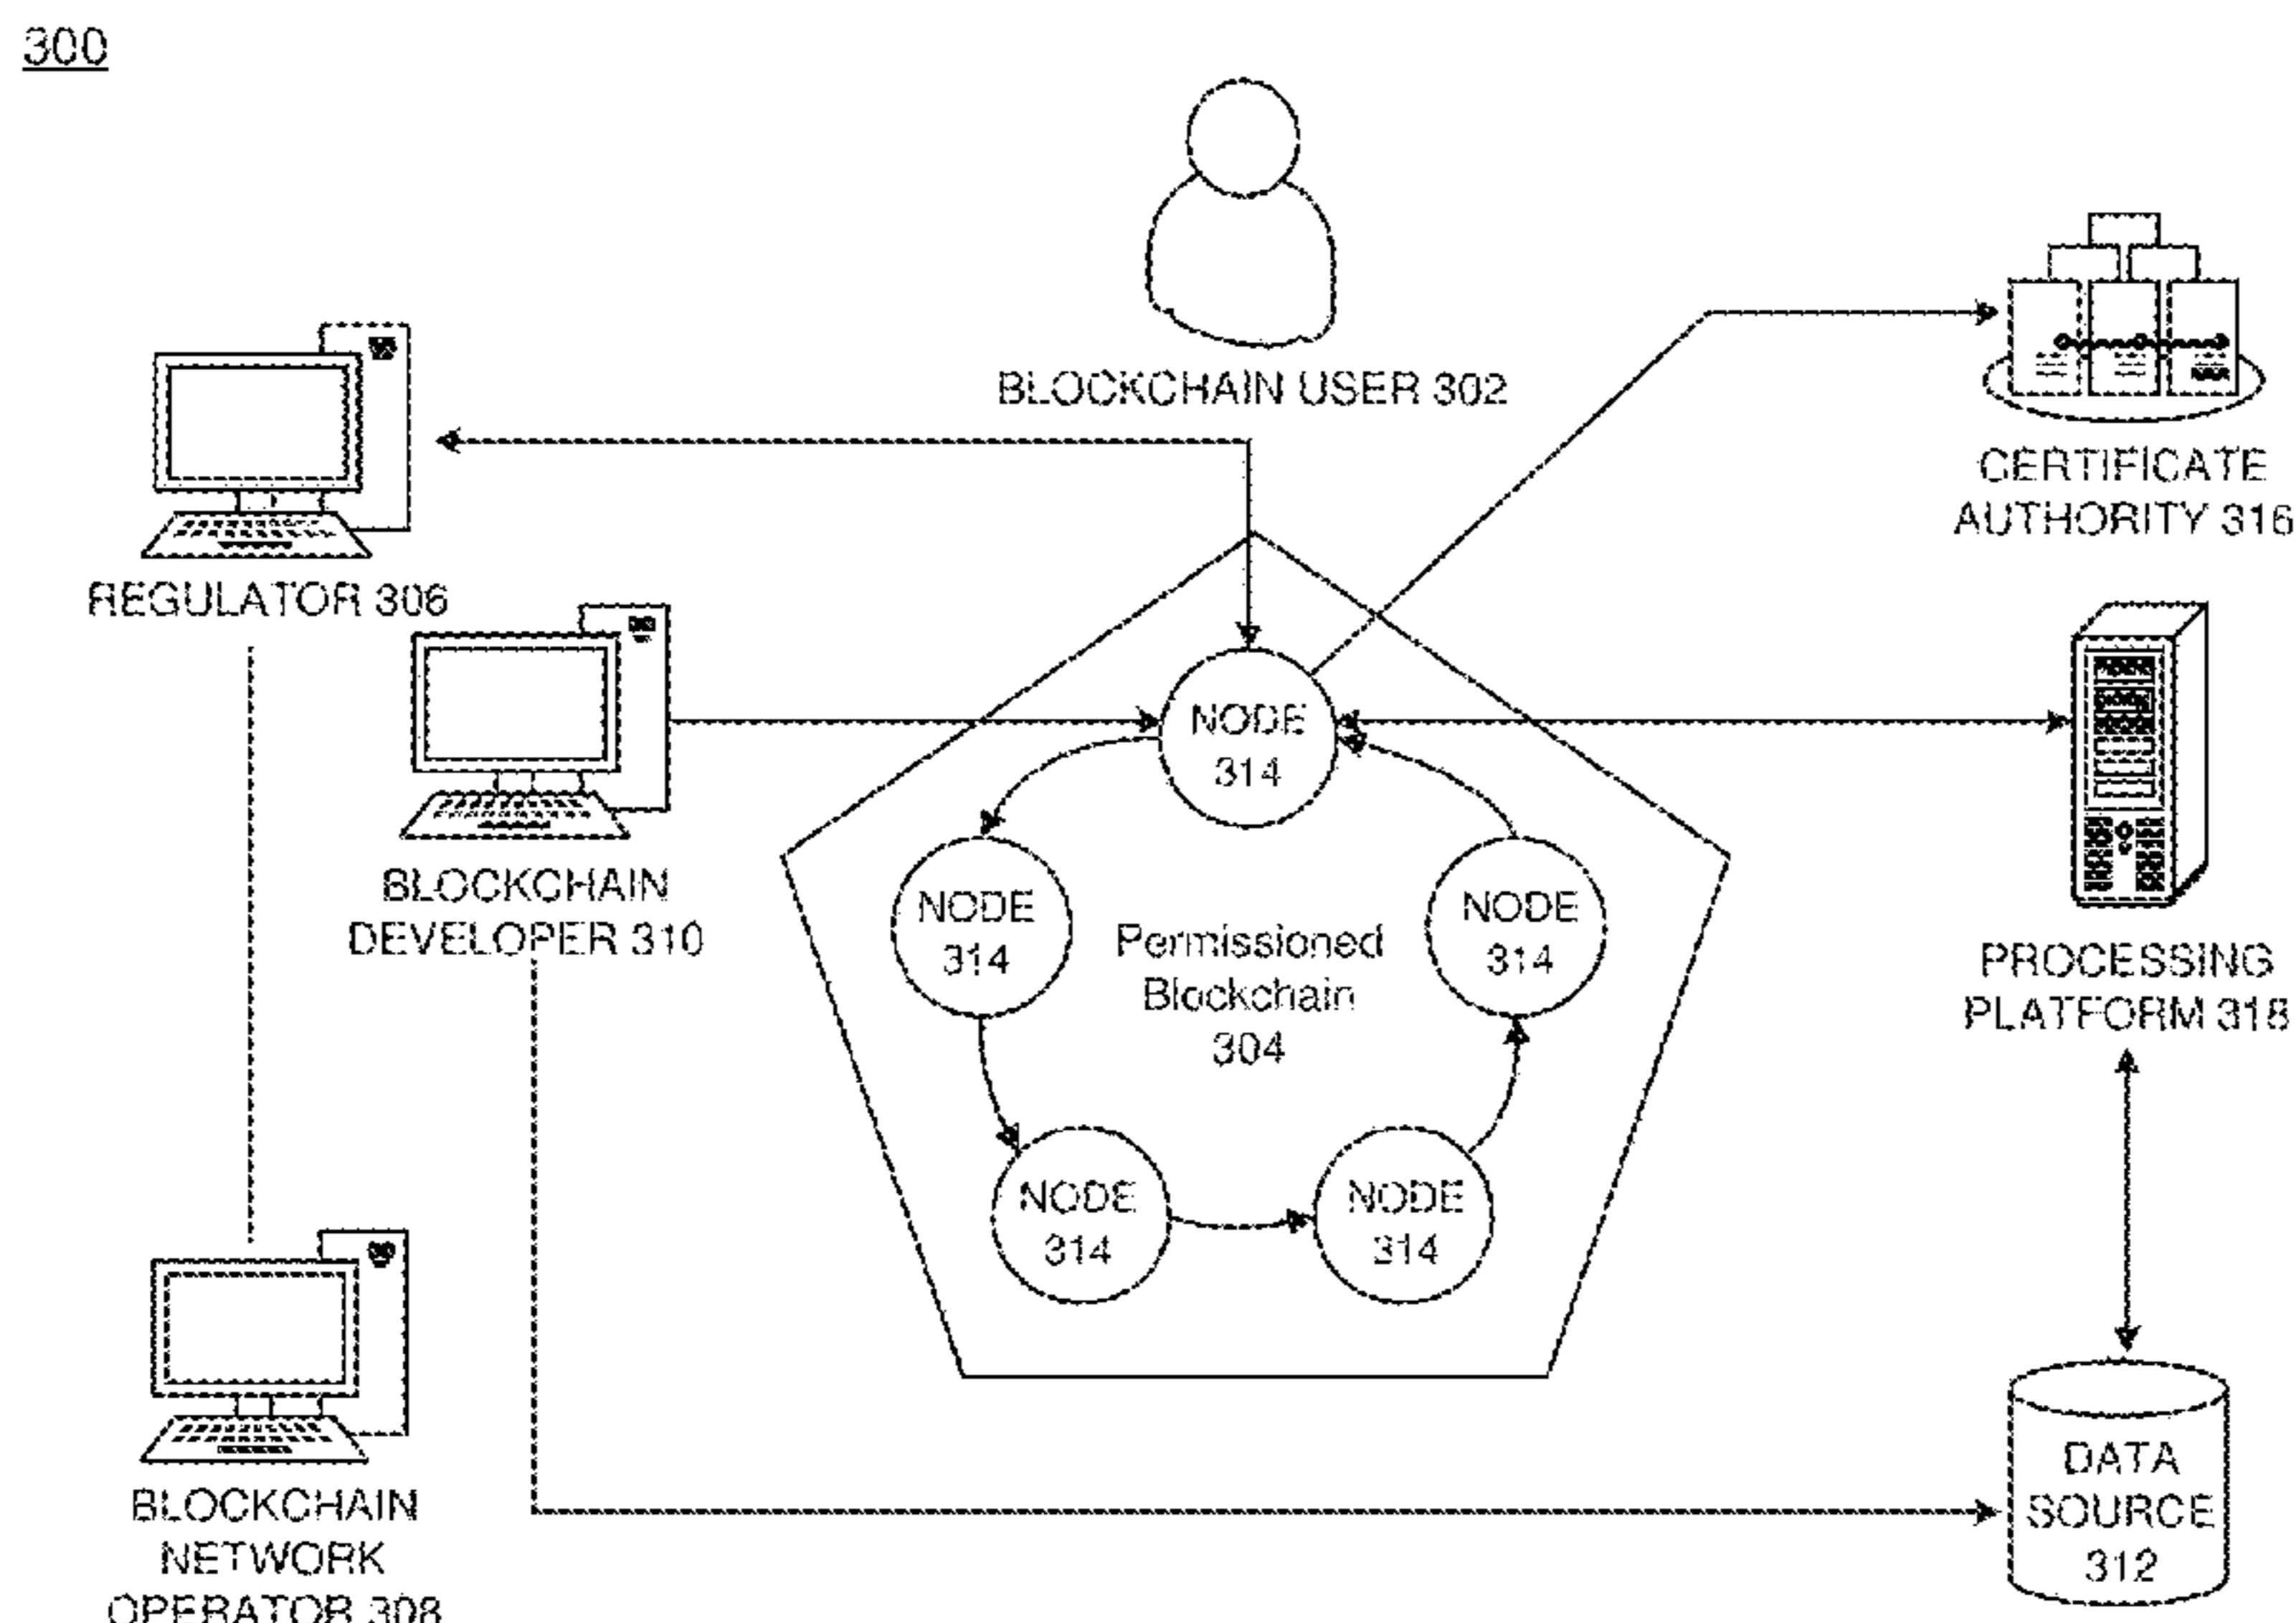 300
BLOCKCHAIN USER 302
CERTIFICATE
AUTHORITY 316
REGULATOR 306
NODE
314
BLOCKCHAIN
DEVELOPER 310
NODE
314
Permissioned
Blockchain
304
NODE
314
PROCESSING
PLATFORM 318
NODE
314
NODE
314
DATA
SOURCE
312
BLOCKCHAIN
NETWORK
OPERATOR 308